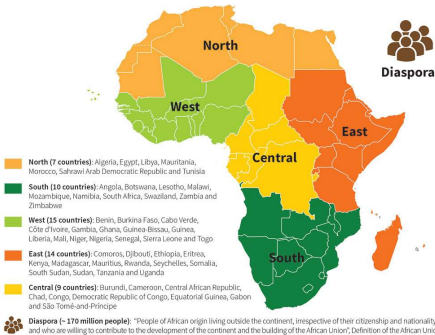 North
Diaspora
West
East
Central
North (7 countries): Algeria, Egypt, Libya, Mauritania,
Morocco, Sahrawi Arab Democratic Republic and Tunisia
South (10 countries): Angola, Botswana, Lesotho, Malawi,
Mozambique, Namibia, South Africa, Swaziland, Zambia and
Zimbabwe
West (15 countries): Benin, Burkina Faso, Cabo Verde,
Côte d'Ivoire, Gambia, Ghana, Guinea-Bissau, Guinea,
Liberia, Mali, Niger, Nigeria, Senegal, Sierra Leone and Togo
East (14 countries): Comoros, Djibouti, Ethiopia, Eritrea,
Kenya, Madagascar, Mauritius, Rwanda, Seychelles, Somalia,
South Sudan, Sudan, Tanzania and Uganda
South
Central (9 countries): Burundi, Cameroon, Central African Republic,
Chad, Congo, Democratic Republic of Congo, Equatorial Guinea, Gabon
and São Tomé-and-Príncipe
Diaspora (~ 170 million people): "People of African origin living outside the continent, irrespective of their citizenship and nationality
and who are willing to contribute to the development of the continent and the building of the African Union", Definition of the African